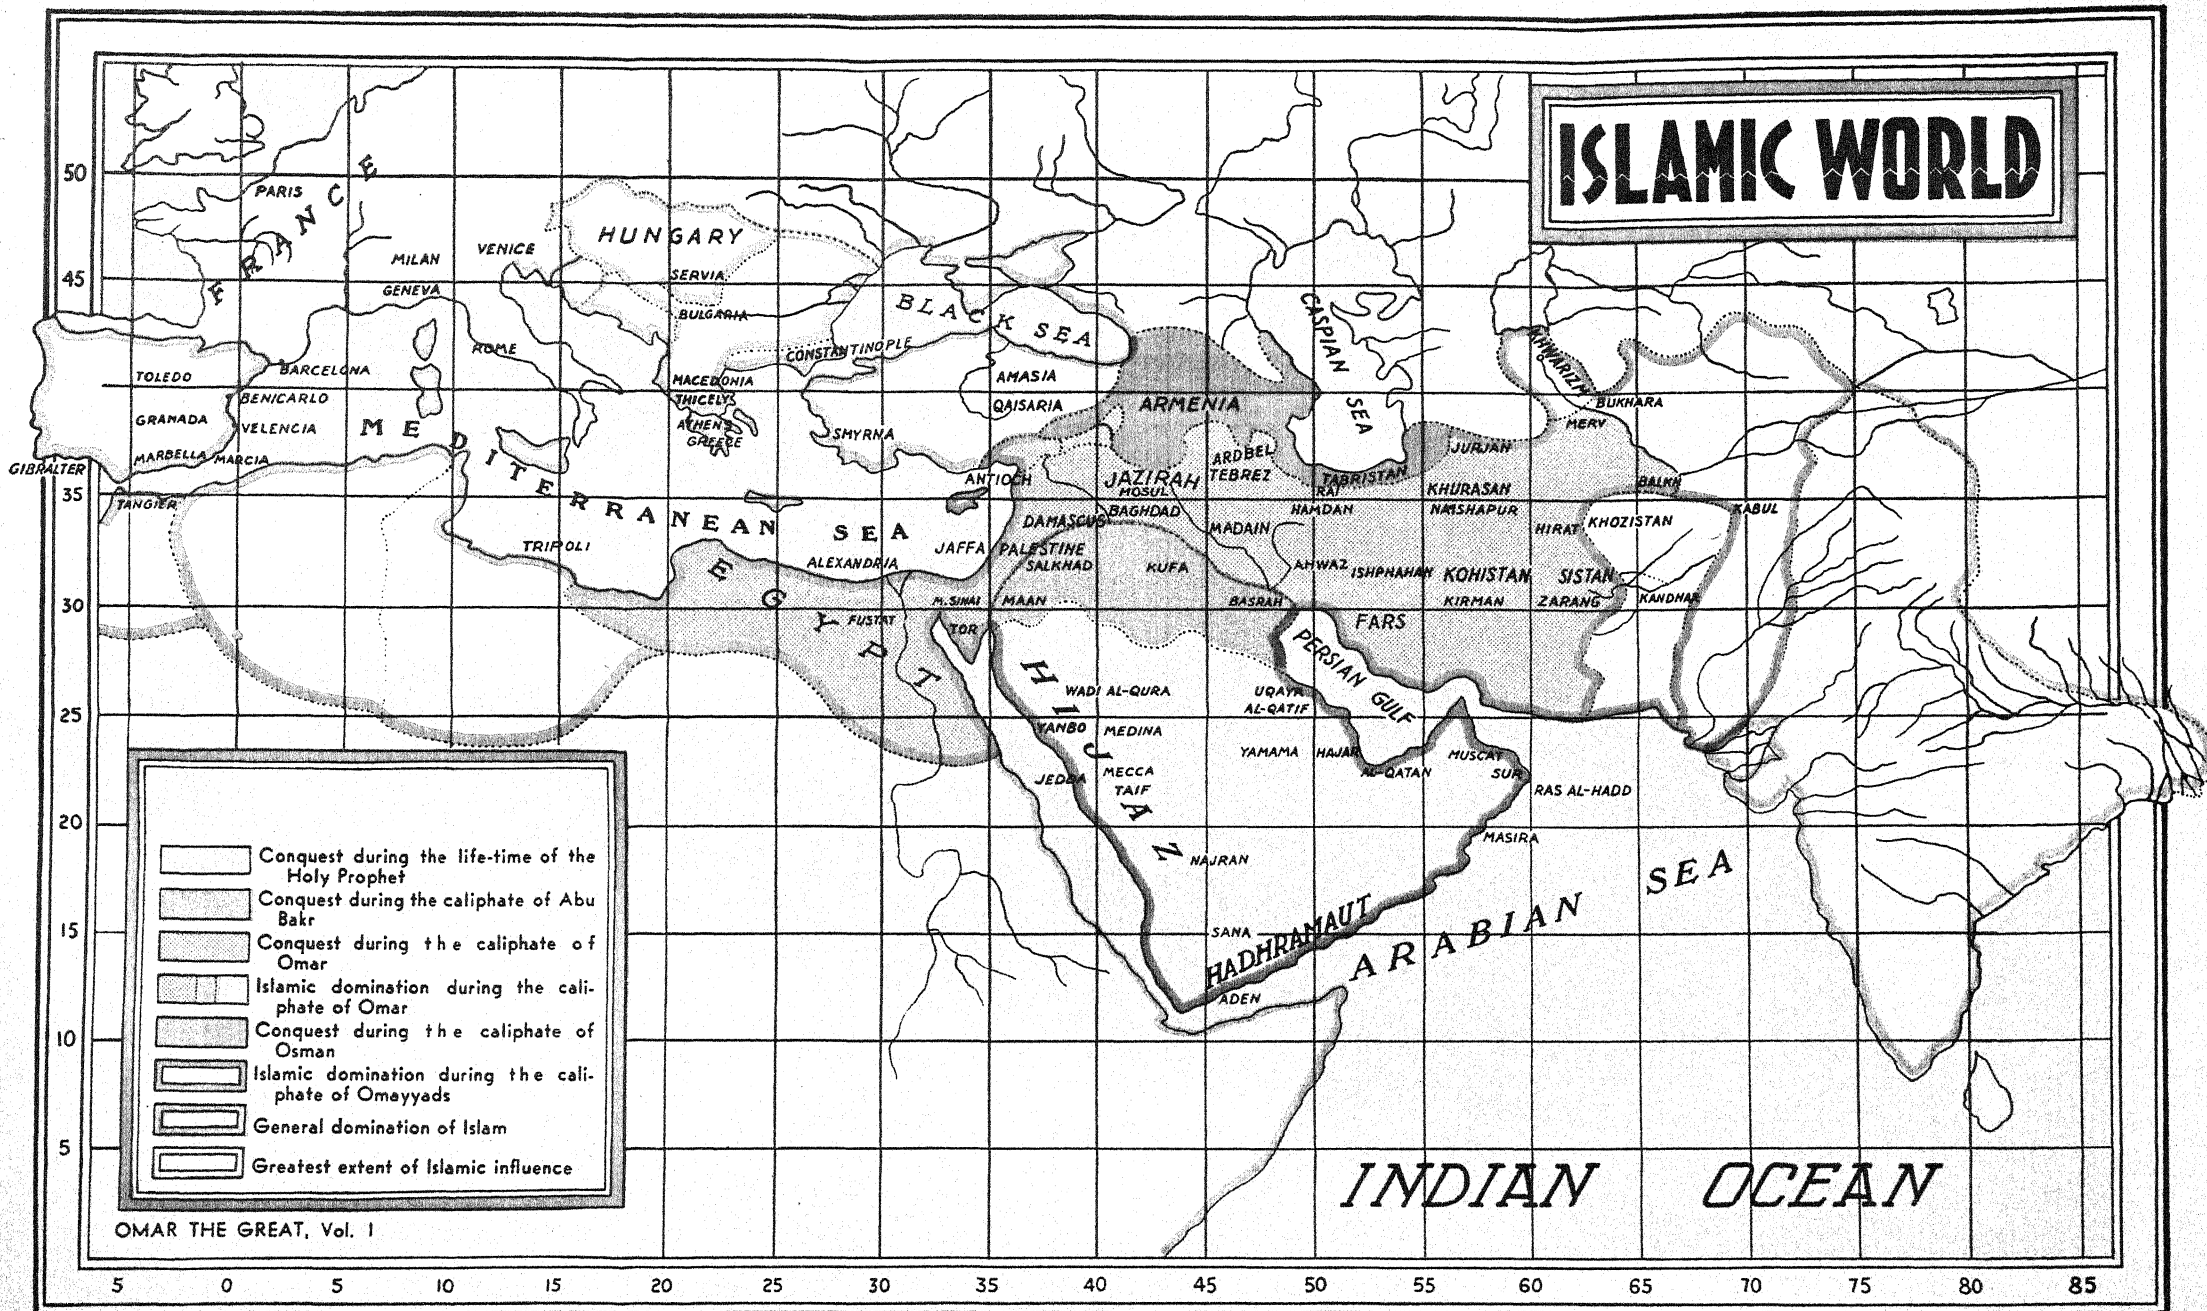 ISLAMIC WORLD
50
45
35
30
25
20
15
10
5
FRANCE
PARIS
MILAN
VENICE
GENEVA
HUNGARY
SERVIA
BULGARIA
BLACK SEA
CASPIAN SEA
ROME
CONSTANTINOPLE
BARCELONA
TOLEDO
BENICARLO
GRANADA
VELENCIA
MARBELLA
MARCIA
GIBRALTER
TANGIER
MEDITERRANEAN SEA
MACEDONIA
THICELYS
ATHENS
GREECE
SMYRNA
AMASIA
QAISARIA
ARMENIA
KHWARIZM
BUKHARA
MERV
JURJAN
ARDBEL
TEBREZ
TABRISTAN
RAI
ANTIOCH
JAZIRAH
MOSUL
BAGHDAD
HAMDAN
KHURASAN
NAISHAPUR
BALKH
KABUL
KHOZISTAN
HIRAT
DAMASCUS
MADAIN
TRIPOLI
ALEXANDRIA
JAFFA
PALESTINE
SALKHAD
KUFA
AHWAZ
ISHPHAHAN
KOHISTAN
SISTAN
EGYPT
FUSTAT
M.SINAI
MAAN
TOR
BASRAH
KIRMAN
ZARANG
KANDHAR
FARS
PERSIAN GULF
HIJAZ
WADI AL-QURA
UQAYR
AL-QATIF
YANBO
MEDINA
YAMAMA
HAJAR
AL-QATAN
MUSCAT
SUR
RAS AL-HADD
JEDDA
MECCA
TAIF
MASIRA
NAJRAN
SANA
HADHRAMAUT
ADEN
ARABIAN SEA
INDIAN OCEAN
Conquest during the life-time of the
Holy Prophet
Conquest during the caliphate of Abu
Bakr
Conquest during the caliphate of
Omar
Islamic domination during the cali-
phate of Omar
Conquest during the caliphate of
Osman
Islamic domination during the cali-
phate of Omayyads
General domination of Islam
Greatest extent of Islamic influence
OMAR THE GREAT, Vol. I
5 0 5 10 15 20 25 30 35 40 45 50 55 60 65 70 75 80 85